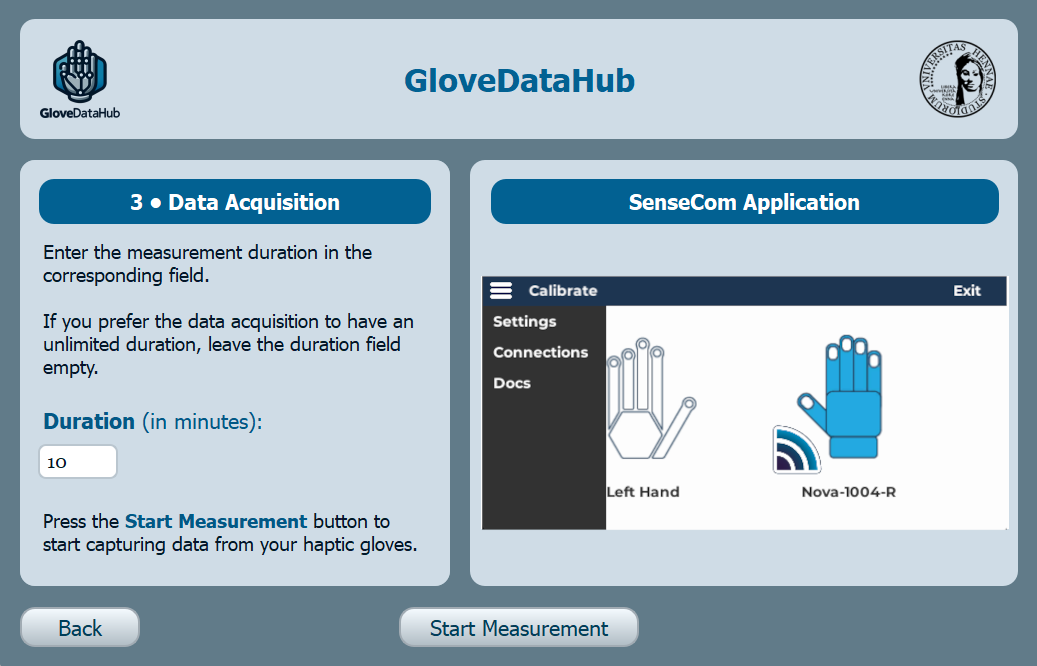 GloveDataHub
GloveDataHub
VNIVERSITAS HENNAE · STVDIORVM
3 • Data Acquisition
Enter the measurement duration in the
corresponding field.
If you prefer the data acquisition to have an
unlimited duration, leave the duration field
empty.
Duration (in minutes):
10
Press the Start Measurement button to
start capturing data from your haptic gloves.
SenseCom Application
Calibrate
Exit
Settings
Connections
Docs
Left Hand
Nova-1004-R
Back
Start Measurement